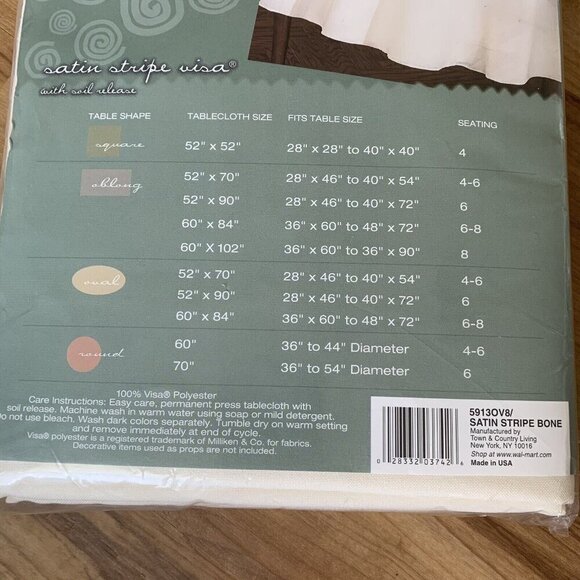 satin stripe visa®
with soil release
TABLE SHAPE TABLECLOTH SIZE FITS TABLE SIZE SEATING
square 52" x 52" 28" x 28" to 40" x 40" 4
oblong 52" x 70" 28" x 46" to 40" x 54" 4-6
52" x 90" 28" x 46" to 40" x 72" 6
60" x 84" 36" x 60" to 48" x 72" 6-8
60" X 102" 36" x 60" to 36" x 90" 8
oval 52" x 70" 28" x 46" to 40" x 54" 4-6
52" x 90" 28" x 46" to 40" x 72" 6
60" x 84" 36" x 60" to 48" x 72" 6-8
round 60" 36" to 44" Diameter 4-6
70" 36" to 54" Diameter 6
100% Visa® Polyester
Care Instructions: Easy care, permanent press tablecloth with
soil release. Machine wash in warm water using soap or mild detergent.
Do not use bleach. Wash dark colors separately. Tumble dry on warm setting
and remove immediately at end of cycle.
Visa® polyester is a registered trademark of Milliken & Co. for fabrics.
Decorative items used as props are not included.
5913OV8/
SATIN STRIPE BONE
Manufactured by
Town & Country Living
New York, NY 10016
Shop at www.wal-mart.com
Made in USA
0 28332 03742 6